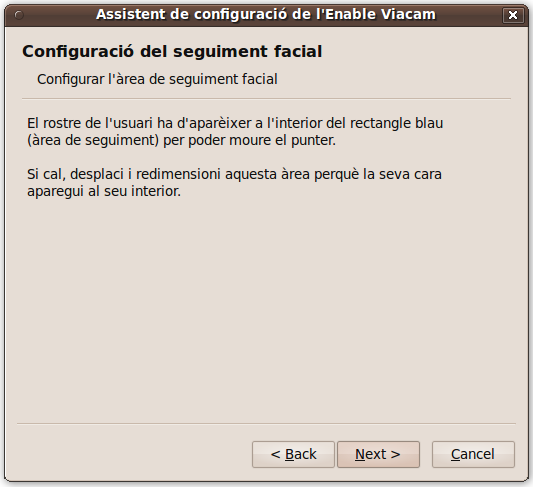 Assistent de configuració de l'Enable Viacam
Configuració del seguiment facial
Configurar l'àrea de seguiment facial
El rostre de l'usuari ha d'aparèixer a l'interior del rectangle blau
(àrea de seguiment) per poder moure el punter.
Si cal, desplaci i redimensioni aquesta àrea perquè la seva cara
aparegui al seu interior.
< Back Next > Cancel